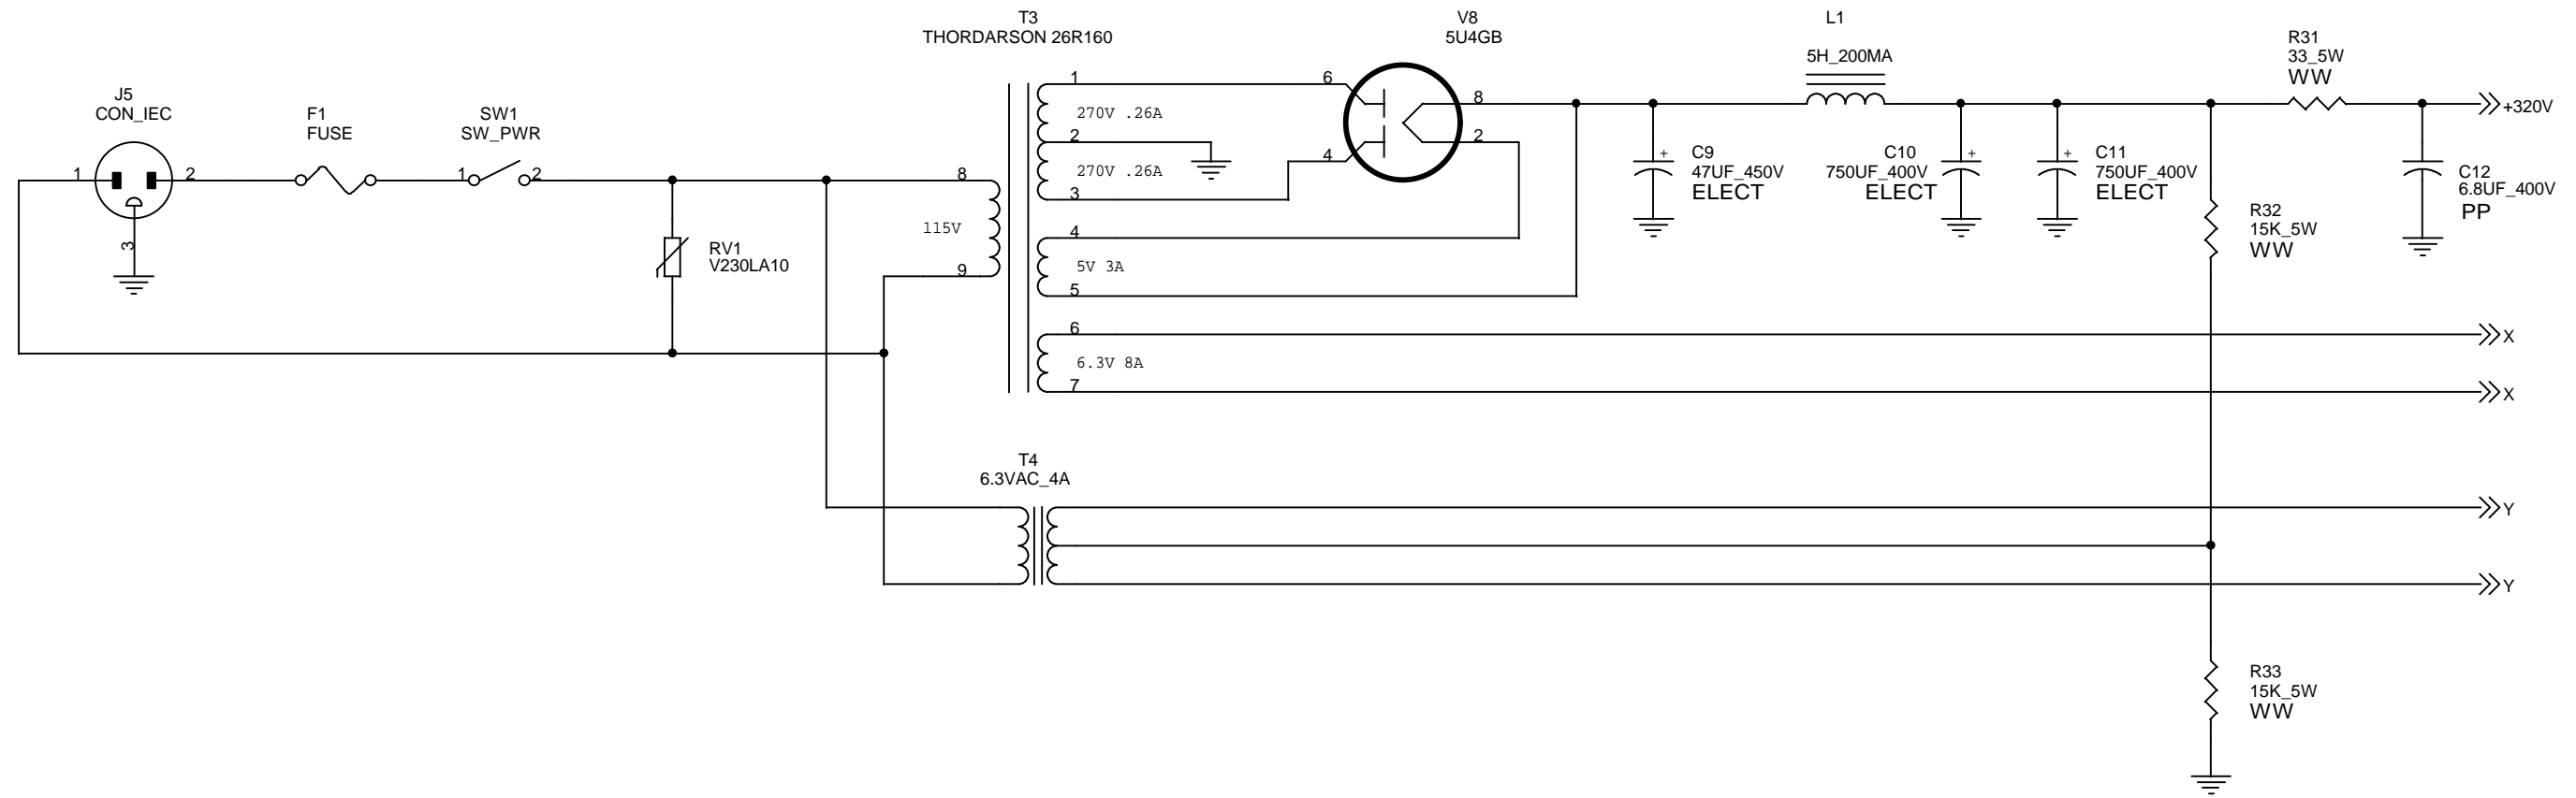 T3
THORDARSON 26R160
V8
5U4GB
L1
5H_200MA
R31
33_5W
WW
J5
CON_IEC
F1
FUSE
SW1
SW_PWR
1
2
3
1
2
8
9
115V
1
270V .26A
2
270V .26A
3
4
5V 3A
5
6
6.3V 8A
7
6
4
8
2
+
C9
47UF_450V
ELECT
C10
750UF_400V
ELECT
+
+
C11
750UF_400V
ELECT
+320V
C12
6.8UF_400V
PP
R32
15K_5W
WW
RV1
V230LA10
X
X
T4
6.3VAC_4A
Y
Y
R33
15K_5W
WW